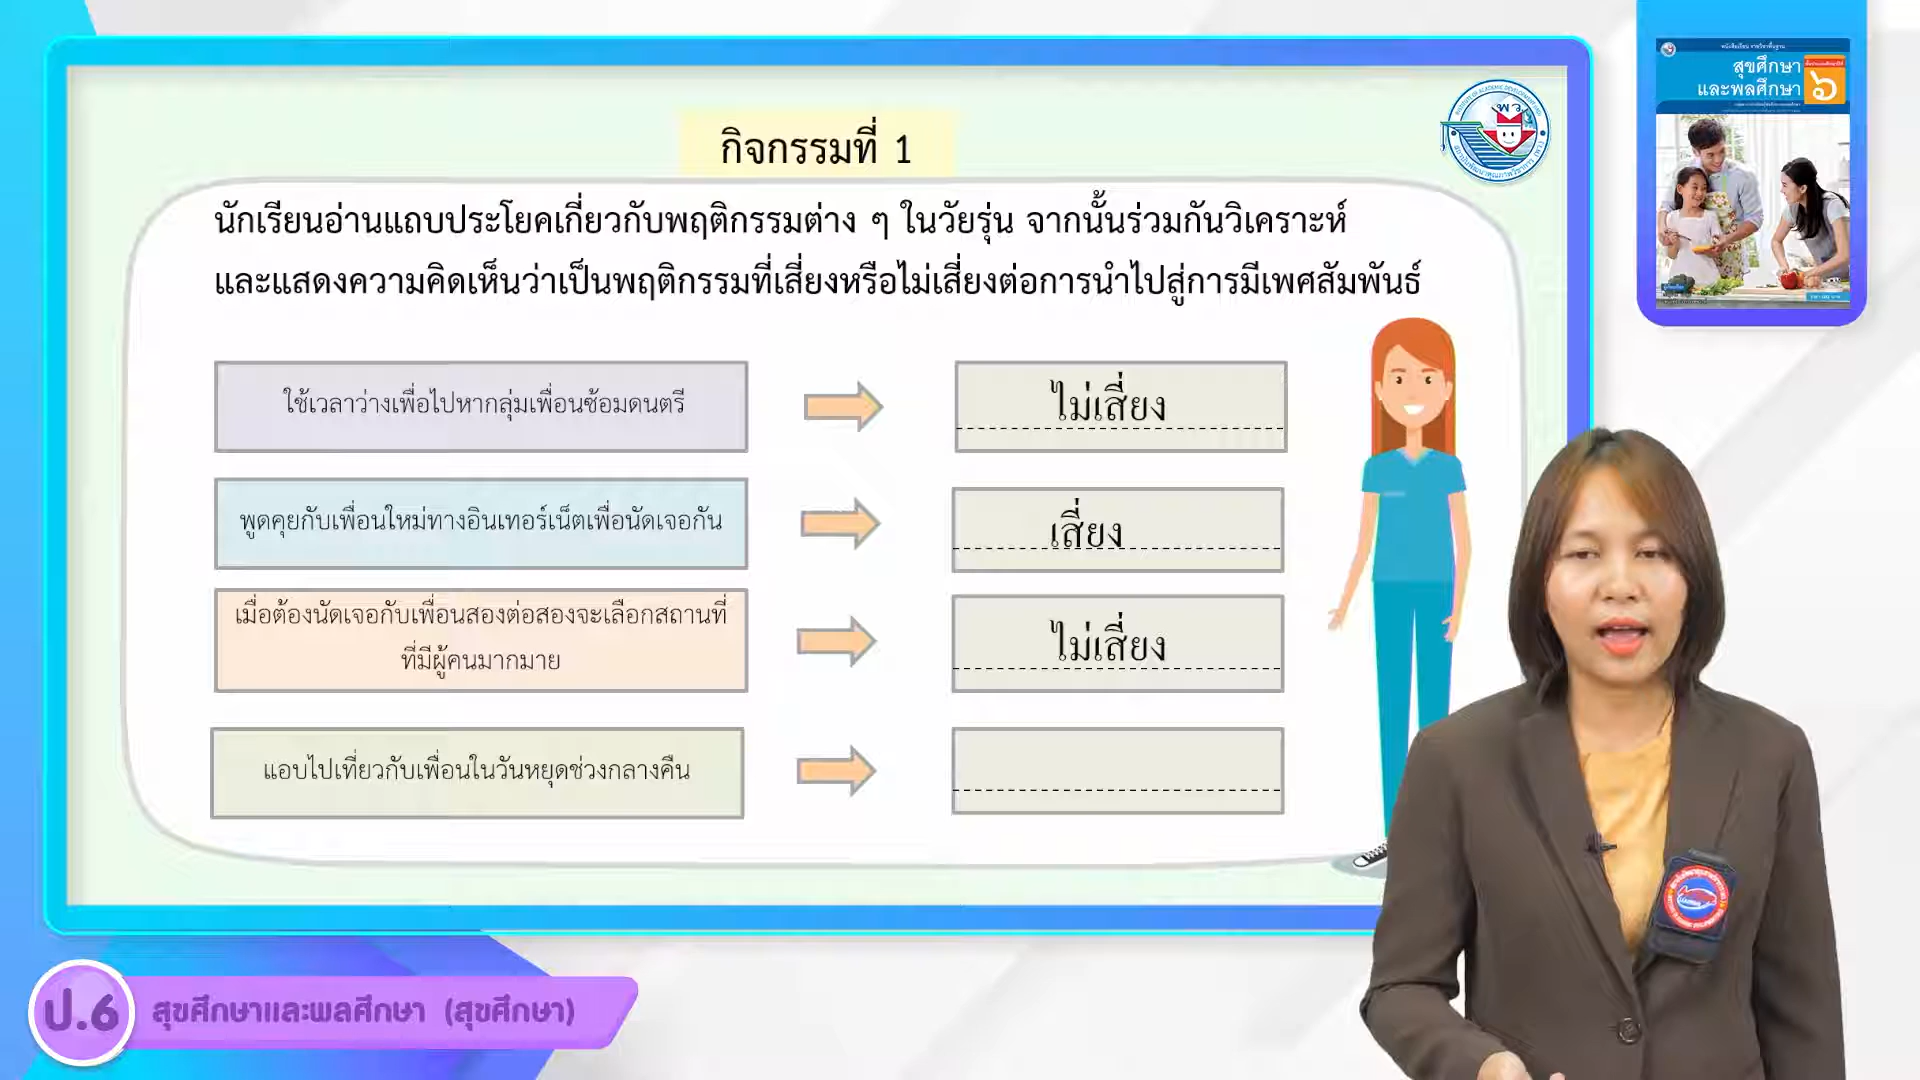 กิจกรรมที่ 1
นักเรียนอ่านแถบประโยคเกี่ยวกับพฤติกรรมต่าง ๆ ในวัยรุ่น จากนั้นร่วมกันวิเคราะห์
และแสดงความคิดเห็นว่าเป็นพฤติกรรมที่เสี่ยงหรือไม่เสี่ยงต่อการนำไปสู่การมีเพศสัมพันธ์
ใช้เวลาว่างเพื่อไปหากลุ่มเพื่อนซ้อมดนตรี
ไม่เสี่ยง
พูดคุยกับเพื่อนใหม่ทางอินเทอร์เน็ตเพื่อนัดเจอกัน
เสี่ยง
เมื่อต้องนัดเจอกับเพื่อนสองต่อสองจะเลือกสถานที่
ที่มีผู้คนมากมาย
ไม่เสี่ยง
แอบไปเที่ยวกับเพื่อนในวันหยุดช่วงกลางคืน
พว
สุขศึกษา
และพลศึกษา
๖
ป.6 สุขศึกษาและพลศึกษา (สุขศึกษา)